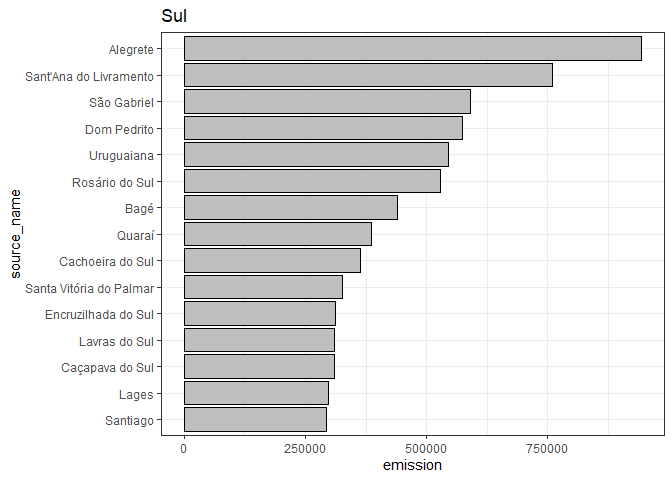 Sul
source_name
Alegrete
Sant'Ana do Livramento
São Gabriel
Dom Pedrito
Uruguaiana
Rosário do Sul
Bagé
Quaraí
Cachoeira do Sul
Santa Vitória do Palmar
Encruzilhada do Sul
Lavras do Sul
Caçapava do Sul
Lages
Santiago
0 250000 500000 750000
emission